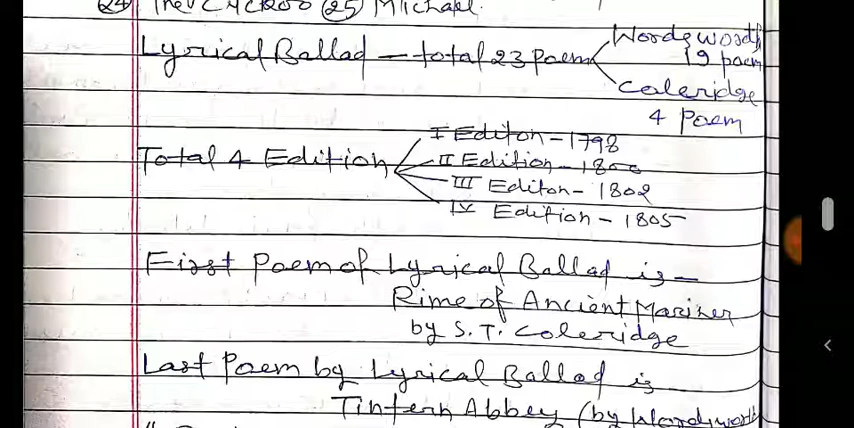 (24) The Cuckoo (25) Michael.
Lyrical Ballad - total 23 Poem
Wordsworth
19 poem
Coleridge
4 Poem
Total 4 Edition
I Editon - 1798
II Edition - 1800
III Editon - 1802
IV Edition - 1805
First Poem of Lyrical Ballad is -
Rime of Ancient Mariner
by S. T. Coleridge
Last Poem by Lyrical Ballad is
Tintern Abbey (by Wordsworth